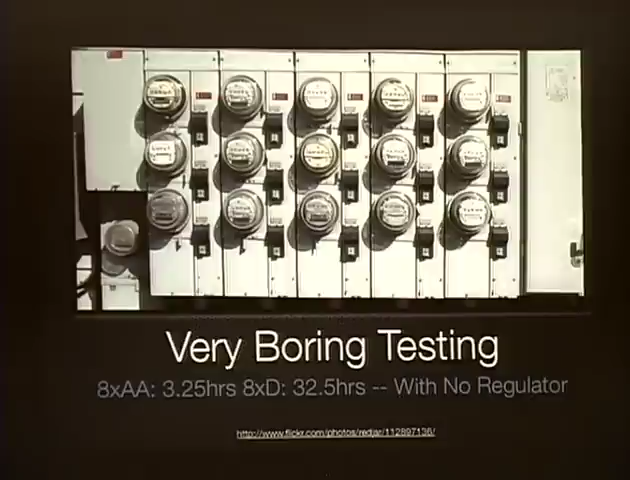 Very Boring Testing
8xAA: 3.25hrs 8xD: 32.5hrs -- With No Regulator
http://www.flickr.com/photos/redjar/112897136/